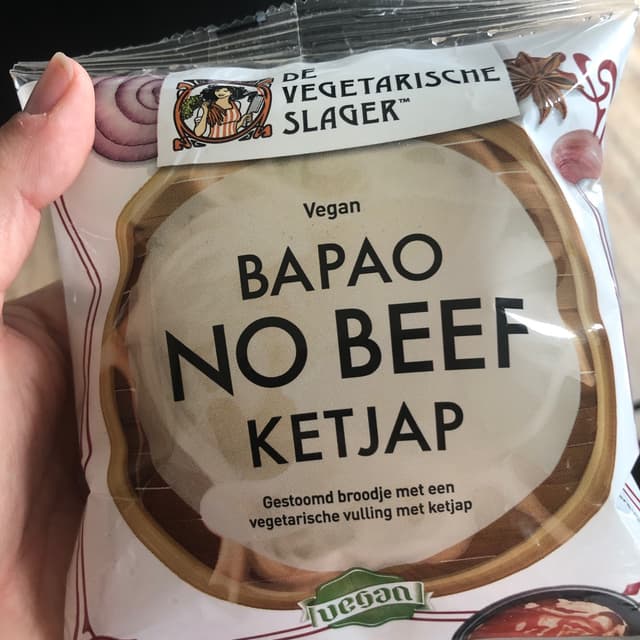 DE
VEGETARISCHE
SLAGER™
Vegan
BAPAO
NO BEEF
KETJAP
Gestoomd broodje met een
vegetarische vulling met ketjap
vegan